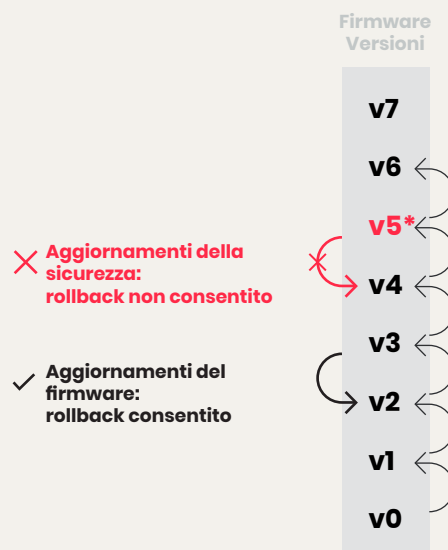 Firmware
Versioni
v7
v6
v5*
Aggiornamenti della
sicurezza:
rollback non consentito
v4
v3
Aggiornamenti del
firmware:
rollback consentito
v2
v1
v0